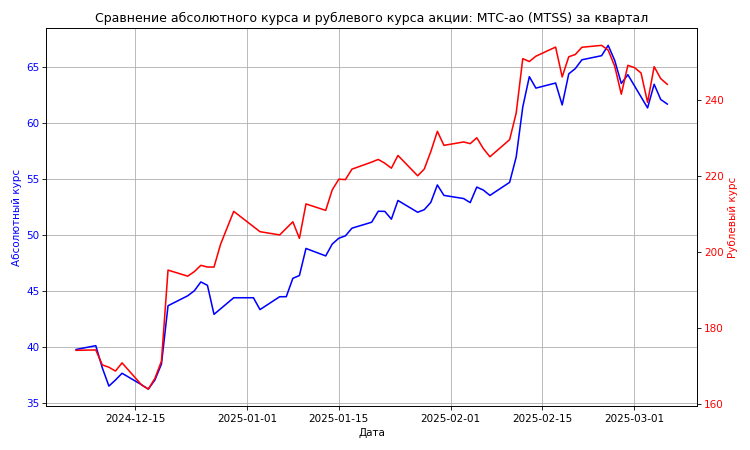 Сравнение абсолютного курса и рублевого курса акции: МТС-ао (MTSS) за квартал
Абсолютный курс
65
60
55
50
45
40
35
240
220
200
180
160
Рублевый курс
2024-12-15 2025-01-01 2025-01-15 2025-02-01 2025-02-15 2025-03-01
Дата